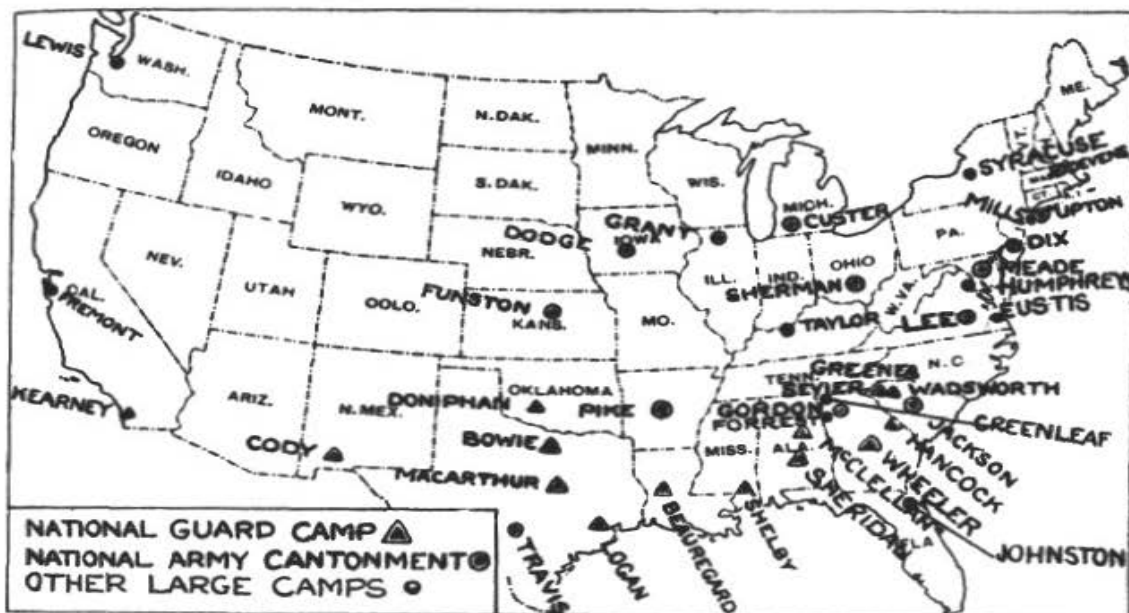 LEWIS
WASH.
OREGON
IDAHO
MONT.
N. DAK.
S. DAK.
MINN.
WIS.
MICH.
ME.
WYO.
NEBR.
NEV.
UTAH
COLO.
KANS.
CAL.
ARIZ.
N. MEX.
OKLAHOMA
IOWA
MO.
ILL.
IND.
OHIO
PA.
W. VA.
TENN.
N. C
MISS.
ALA.
SYRACUSE
MILLS
UPTON
DIX
MEADE
HUMPHREYS
EUSTIS
LEE
CUSTER
GRANT
DODGE
SHERMAN
FUNSTON
TAYLOR
FREMONT
KEARNEY
CODY
DONIPHAN
BOWIE
MACARTHUR
PIKE
GREENE
SEVIER
WADSWORTH
GORDON
FORREST
GREENLEAF
JACKSON
HANCOCK
WHEELER
MCCLELLAN
SHERIDAN
JOHNSTON
TRAVIS
LOGAN
BEAUREGARD
SHELBY
NATIONAL GUARD CAMP
NATIONAL ARMY CANTONMENT
OTHER LARGE CAMPS